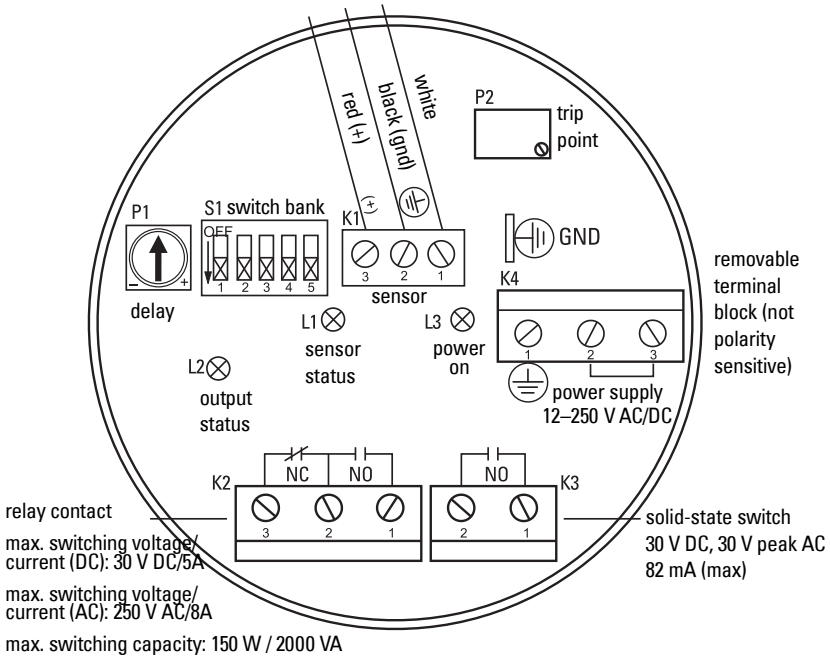 red (+)
black (gnd)
white
P2
trip
point
P1
S1 switch bank
OFF
K1
(+)
GND
- +
1 2 3 4 5
3 2 1
delay
sensor
K4
removable
terminal
block (not
polarity
sensitive)
L1
sensor
status
L3
power
on
1 2 3
power supply
12–250 V AC/DC
L2
output
status
K2
NC
NO
3 2 1
NO
K3
2 1
relay contact
max. switching voltage/
current (DC): 30 V DC/5A
max. switching voltage/
current (AC): 250 V AC/8A
max. switching capacity: 150 W / 2000 VA
solid-state switch
30 V DC, 30 V peak AC
82 mA (max)